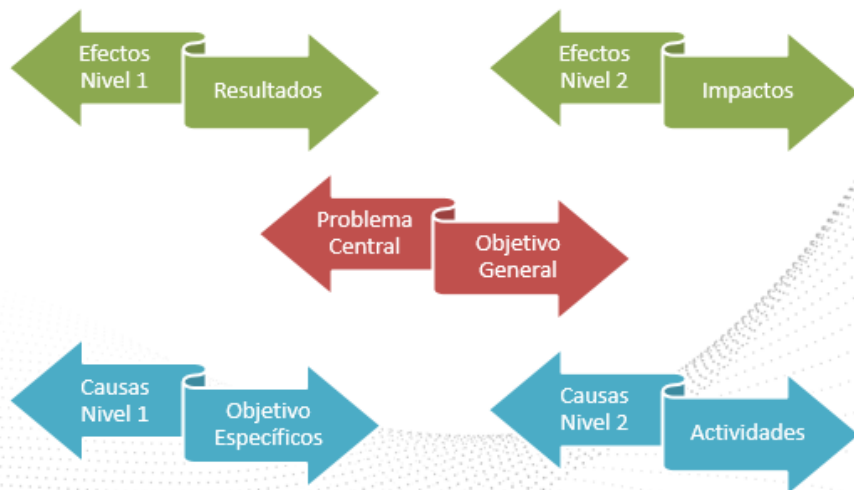 Efectos
Nivel 1
Resultados
Efectos
Nivel 2
Impactos
Problema
Central
Objetivo
General
Causas
Nivel 1
Objetivo
Específicos
Causas
Nivel 2
Actividades